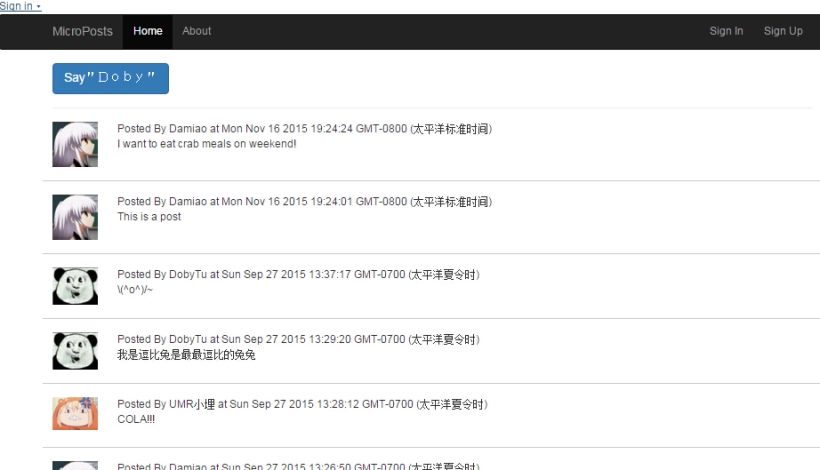 Sign in ▾
MicroPosts Home About Sign In Sign Up
Say"Ｄｏｂｙ"
Posted By Damiao at Mon Nov 16 2015 19:24:24 GMT-0800 (太平洋标准时间)
I want to eat crab meals on weekend!
Posted By Damiao at Mon Nov 16 2015 19:24:01 GMT-0800 (太平洋标准时间)
This is a post
Posted By DobyTu at Sun Sep 27 2015 13:37:17 GMT-0700 (太平洋夏令时)
\(^o^)/~
Posted By DobyTu at Sun Sep 27 2015 13:29:20 GMT-0700 (太平洋夏令时)
我是逗比兔是最最逗比的兔兔
Posted By UMR小埋 at Sun Sep 27 2015 13:28:12 GMT-0700 (太平洋夏令时)
COLA!!!
Posted By Damiao at Sun Sep 27 2015 13:26:50 GMT-0700 (太平洋夏令时)